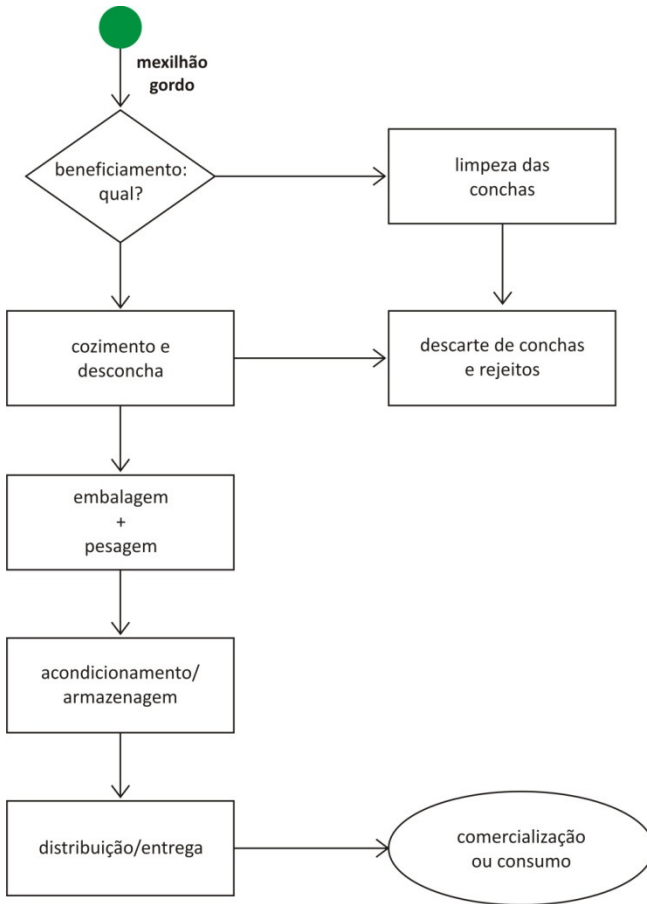 mexilhão
gordo
beneficiamento:
qual?
limpeza das
conchas
cozimento e
desconcha
descarte de conchas
e rejeitos
embalagem
+
pesagem
acondicionamento/
armazenagem
distribuição/entrega
comercialização
ou consumo